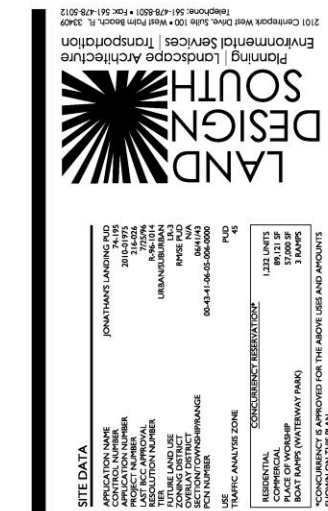 2101 Centrepark West Drive, Suite 100 • West Palm Beach, FL 33409
Telephone: 561-478-8501 • Fax: 561-478-5012
Planning | Landscape Architecture
Environmental Services | Transportation
LAND
DESIGN
SOUTH
SITE DATA
APPLICATION NAME JONATHAN'S LANDING PUD
CONTROL NUMBER 74-195
APPLICATION NUMBER 2010-01975
PROJECT NUMBER 216-026
LAST BCC APPROVAL 7/25/96
RESOLUTION NUMBER R-96-1014
TIER URBAN/SUBURBAN
FUTURE LAND USE LR-3
ZONING DISTRICT RM/SE PUD
OVERLAY DISTRICT N/A
SECTION/TOWNSHIP/RANGE 06/41/43
PCN NUMBER 00-43-41-06-05-006-0000
USE PUD
TRAFFIC ANALYSIS ZONE 45
CONCURRENCY RESERVATION*
RESIDENTIAL 1,232 UNITS
COMMERCIAL 89,121 SF
PLACE OF WORSHIP 57,000 SF
BOAT RAMPS (WATERWAY PARK) 3 RAMPS
*CONCURRENCY IS APPROVED FOR THE ABOVE USES AND AMOUNTS
SHOWN ON THIS PLAN